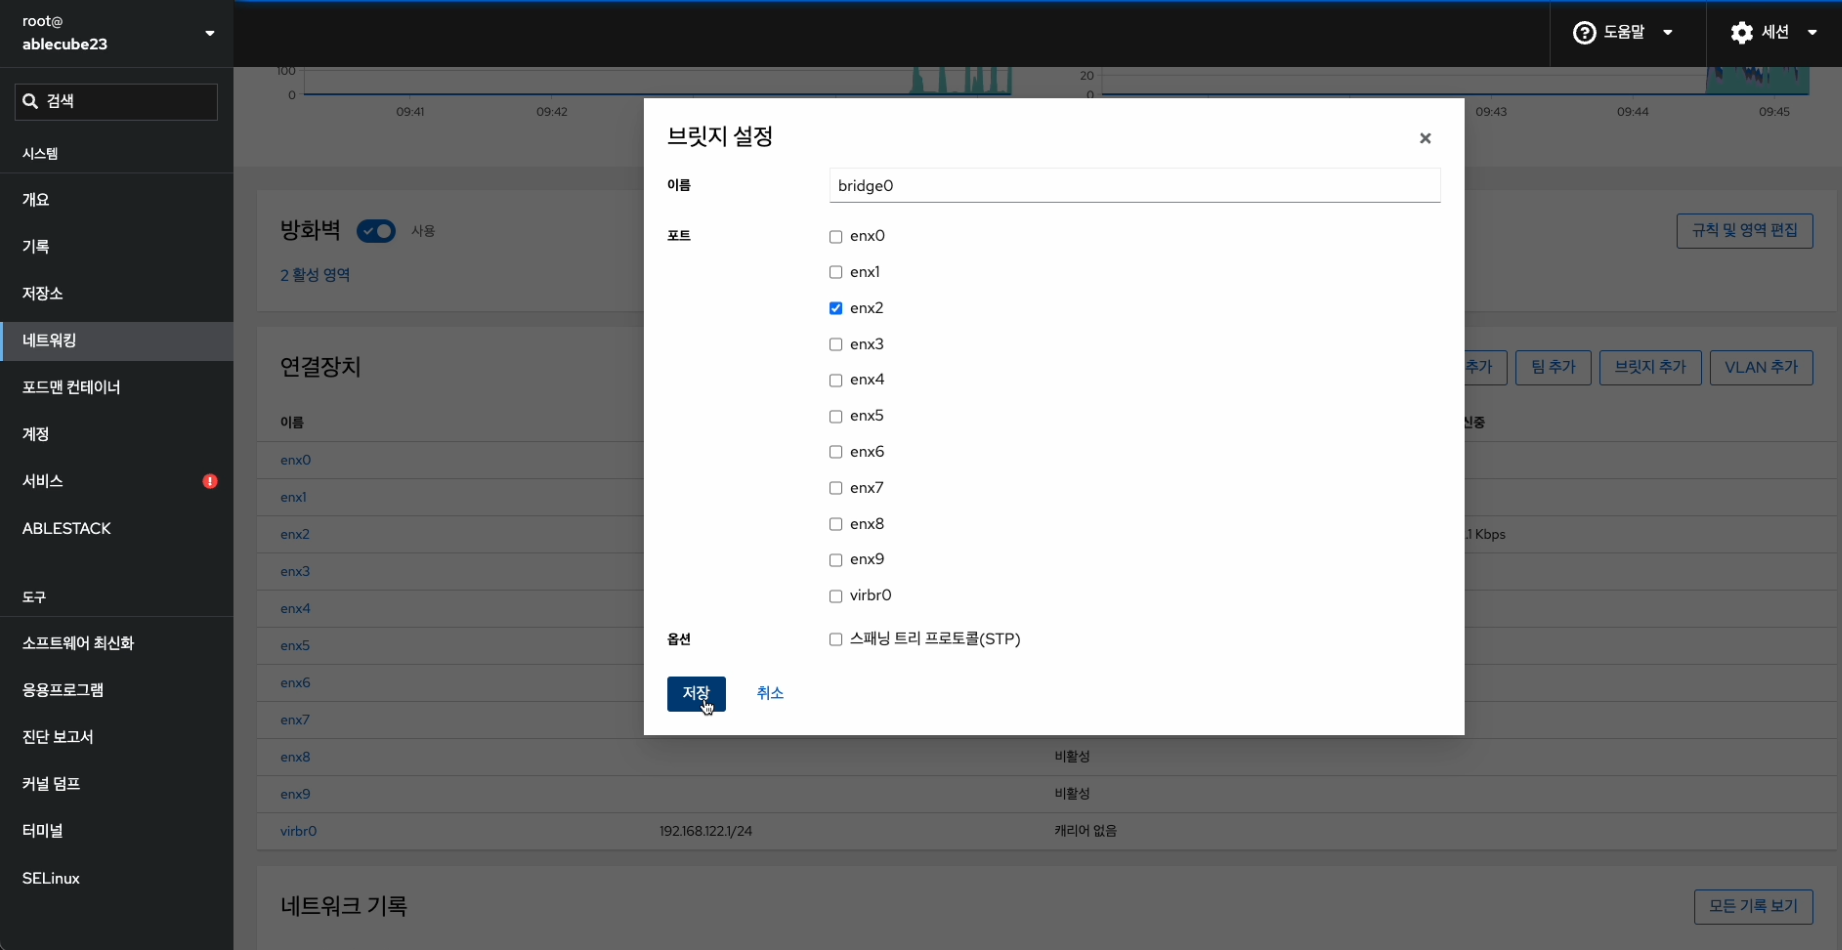 root@
ablecube23
도움말
세션
검색
시스템
개요
기록
저장소
네트워킹
포드맨 컨테이너
계정
서비스
ABLESTACK
도구
소프트웨어 최신화
응용프로그램
진단 보고서
커널 덤프
터미널
SELinux
100
0
09:41
09:42
20
0
09:43
09:44
09:45
방화벽
사용
2 활성 영역
규칙 및 영역 편집
연결장치
추가
팀 추가
브릿지 추가
VLAN 추가
이름
신중
enx0
enx1
enx2
.1 Kbps
enx3
enx4
enx5
enx6
enx7
enx8
비활성
enx9
비활성
virbr0
192.168.122.1/24
캐리어 없음
네트워크 기록
모든 기록 보기
브릿지 설정
이름
bridge0
포트
enx0
enx1
enx2
enx3
enx4
enx5
enx6
enx7
enx8
enx9
virbr0
옵션
스패닝 트리 프로토콜(STP)
저장
취소